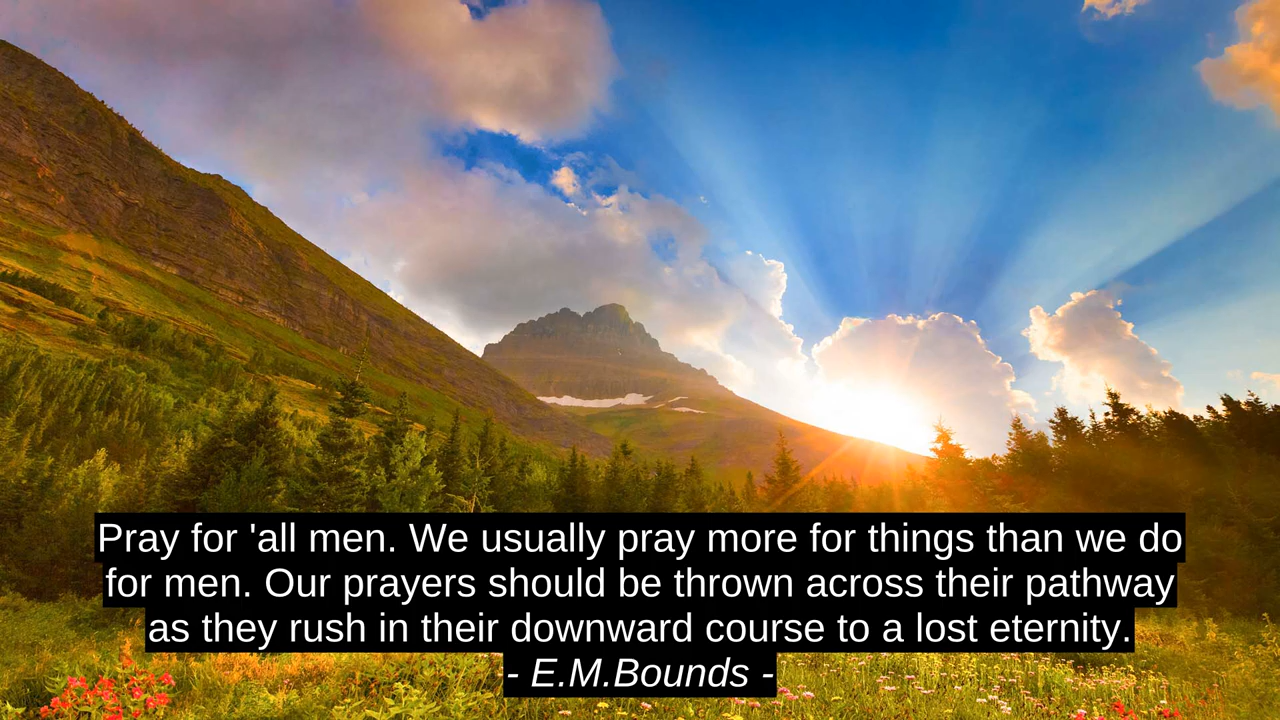 Pray for 'all men. We usually pray more for things than we do
for men. Our prayers should be thrown across their pathway
as they rush in their downward course to a lost eternity.
- E.M.Bounds -